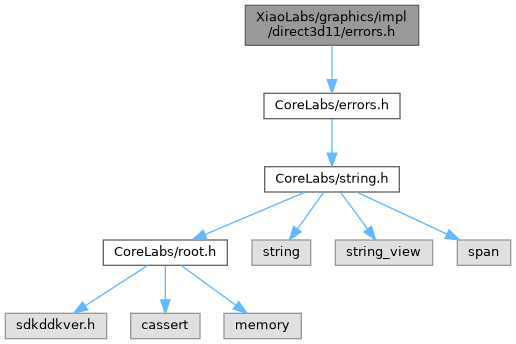 XiaoLabs/graphics/impl
/direct3d11/errors.h
CoreLabs/errors.h
CoreLabs/string.h
CoreLabs/root.h
string
string_view
span
sdkddkver.h
cassert
memory